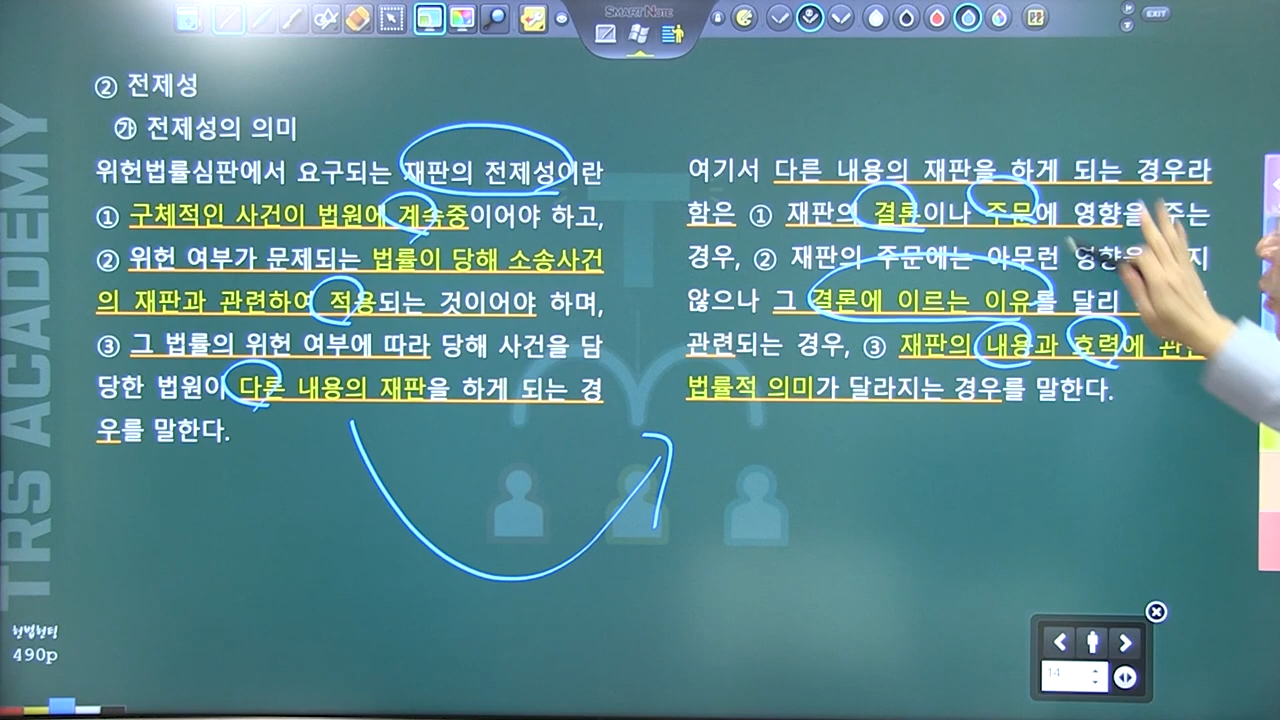 SMART NOTE
EXIT
② 전제성
㉮ 전제성의 의미
위헌법률심판에서 요구되는 재판의 전제성이란
① 구체적인 사건이 법원에 계속중이어야 하고,
② 위헌 여부가 문제되는 법률이 당해 소송사건
의 재판과 관련하여 적용되는 것이어야 하며,
③ 그 법률의 위헌 여부에 따라 당해 사건을 담
당한 법원이 다른 내용의 재판을 하게 되는 경
우를 말한다.
여기서 다른 내용의 재판을 하게 되는 경우라
함은 ① 재판의 결론이나 주문에 영향을 주는
경우, ② 재판의 주문에는 아무런 영향을 지
않으나 그 결론에 이르는 이유를 달리
관련되는 경우, ③ 재판의 내용과 효력에 관한
법률적 의미가 달라지는 경우를 말한다.
TRS ACADEMY
헌법헌팅
490p
14